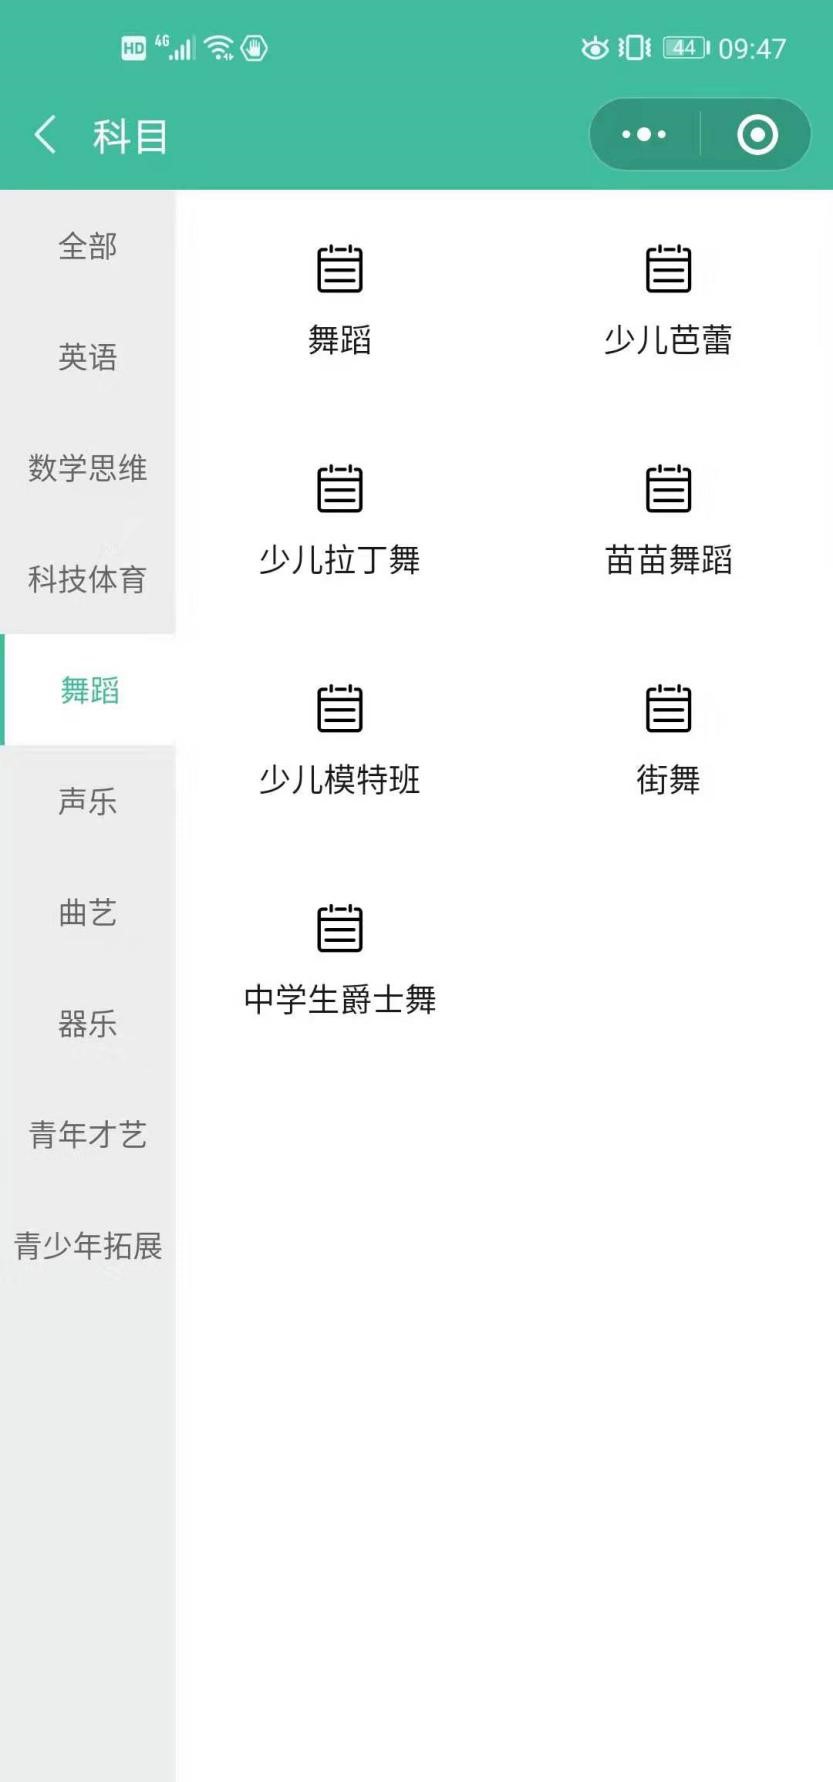 HD 4G 44 09:47
科目
全部
英语
数学思维
科技体育
舞蹈
声乐
曲艺
器乐
青年才艺
青少年拓展
舞蹈
少儿芭蕾
少儿拉丁舞
苗苗舞蹈
少儿模特班
街舞
中学生爵士舞